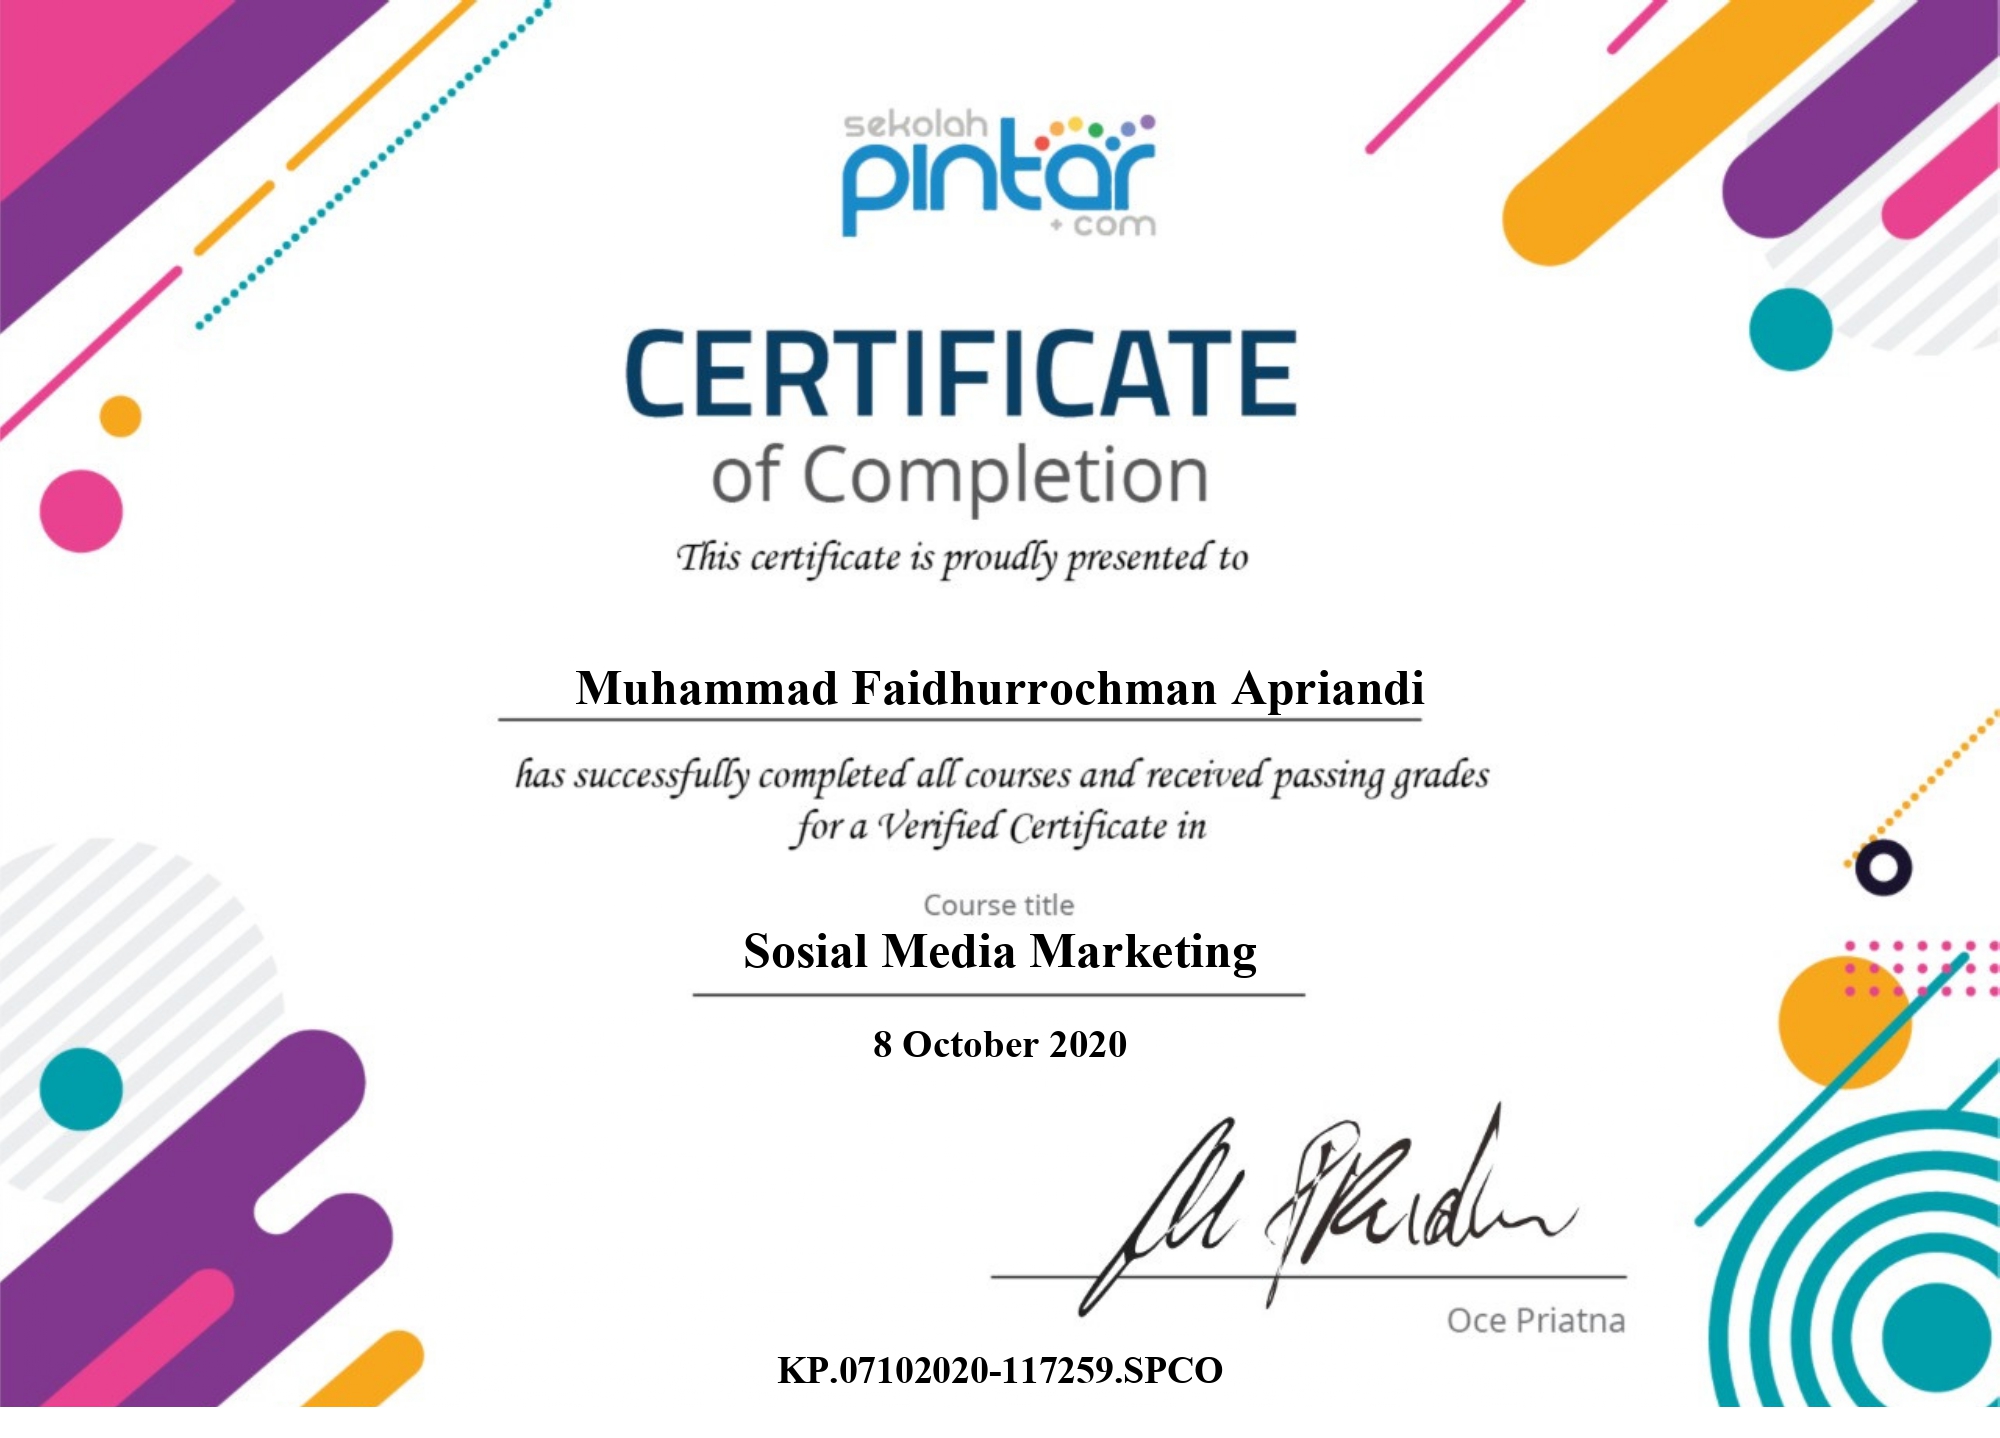 sekolah
pintar
+ com
CERTIFICATE
of Completion
This certificate is proudly presented to
Muhammad Faidhurrochman Apriandi
has successfully completed all courses and received passing grades
for a Verified Certificate in
Course title
Sosial Media Marketing
8 October 2020
Oce Priatna
KP.07102020-117259.SPCO